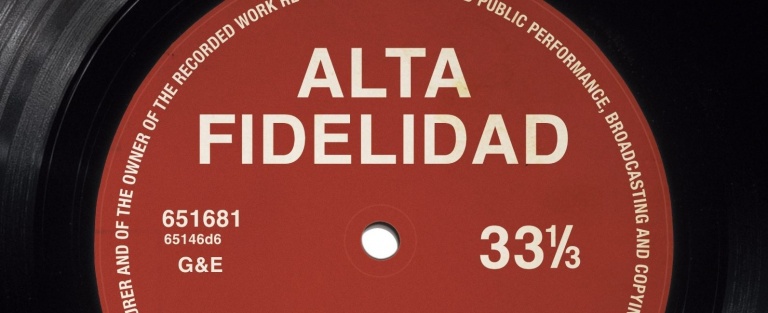 URER AND OF THE OWNER OF THE RECORDED WORK RE
PUBLIC PERFORMANCE, BROADCASTING AND COPYIN
ALTA
FIDELIDAD
651681
65146d6
G&E
33⅓